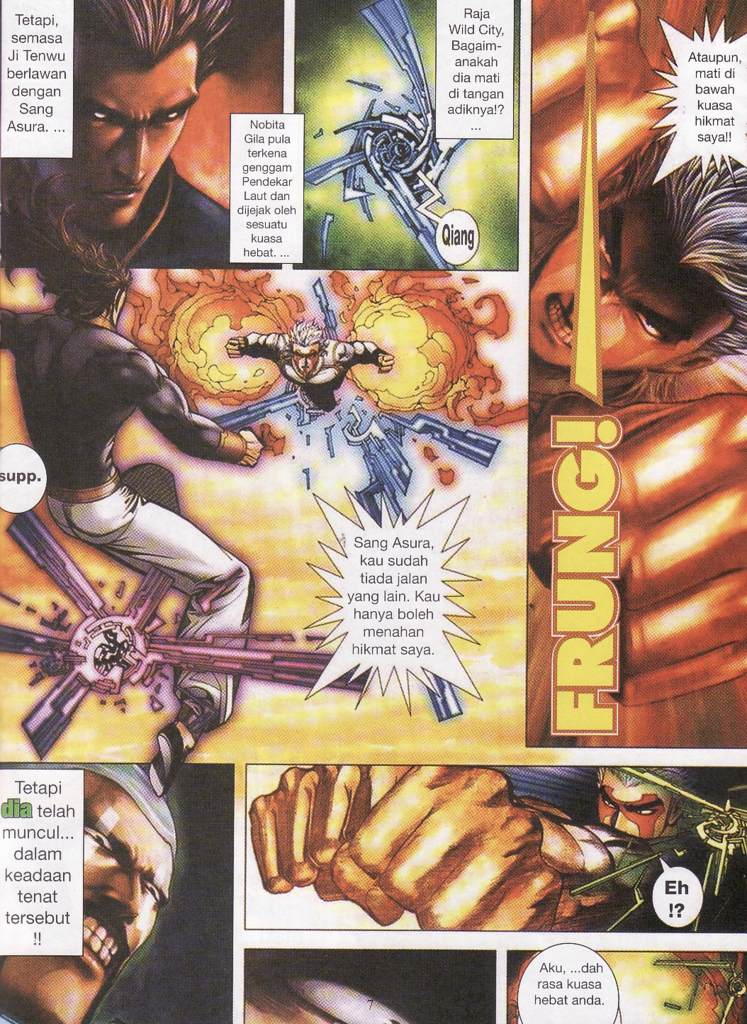 Tetapi,
semasa
Ji Tenwu
berlawan
dengan
Sang
Asura. ...
Nobita
Gila pula
terkena
genggam
Pendekar
Laut dan
dijejak oleh
sesuatu
kuasa
hebat. ...
Raja
Wild City,
Bagaim-
anakah
dia mati
di tangan
adiknya!?
...
Qiang
Ataupun,
mati di
bawah
kuasa
hikmat
saya!!
FRUNG!
supp.
Sang Asura,
kau sudah
tiada jalan
yang lain. Kau
hanya boleh
menahan
hikmat saya.
Tetapi
dia telah
muncul...
dalam
keadaan
tenat
tersebut
!!
Eh
!?
Aku, ...dah
rasa kuasa
hebat anda.
7